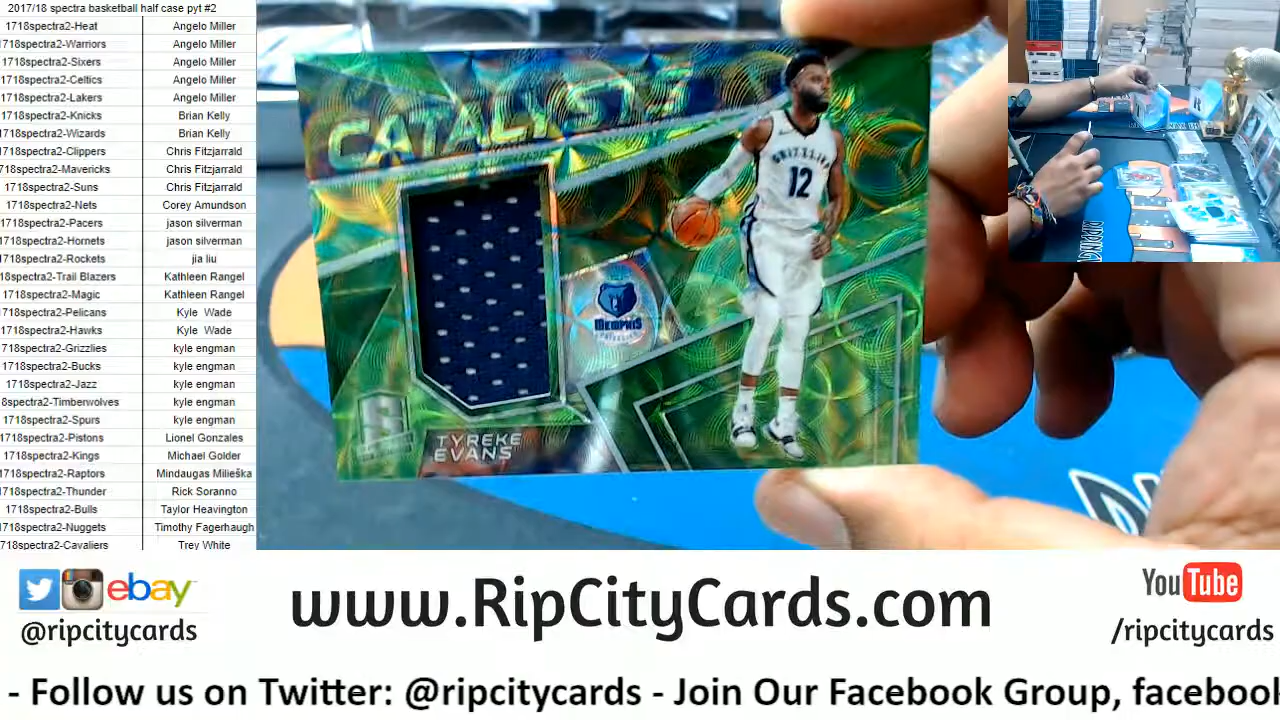 2017/18 spectra basketball half case pyt #2
1718spectra2-Heat Angelo Miller
1718spectra2-Warriors Angelo Miller
1718spectra2-Sixers Angelo Miller
1718spectra2-Celtics Angelo Miller
1718spectra2-Lakers Angelo Miller
1718spectra2-Knicks Brian Kelly
1718spectra2-Wizards Brian Kelly
1718spectra2-Clippers Chris Fitzjarrald
1718spectra2-Mavericks Chris Fitzjarrald
1718spectra2-Suns Chris Fitzjarrald
1718spectra2-Nets Corey Amundson
1718spectra2-Pacers jason silverman
1718spectra2-Hornets jason silverman
1718spectra2-Rockets jia liu
18spectra2-Trail Blazers Kathleen Rangel
1718spectra2-Magic Kathleen Rangel
1718spectra2-Pelicans Kyle Wade
1718spectra2-Hawks Kyle Wade
1718spectra2-Grizzlies kyle engman
1718spectra2-Bucks kyle engman
1718spectra2-Jazz kyle engman
8spectra2-Timberwolves kyle engman
1718spectra2-Spurs kyle engman
1718spectra2-Pistons Lionel Gonzales
1718spectra2-Kings Michael Golder
1718spectra2-Raptors Mindaugas Milieška
1718spectra2-Thunder Rick Soranno
1718spectra2-Bulls Taylor Heavington
1718spectra2-Nuggets Timothy Fagerhaugh
718spectra2-Cavaliers Trey White
CATALYSTS
GRIZZLIES
12
MEMPHIS
TYREKE
EVANS
ebay
@ripcitycards
www.RipCityCards.com
YouTube
/ripcitycards
- Follow us on Twitter: @ripcitycards - Join Our Facebook Group, facebook